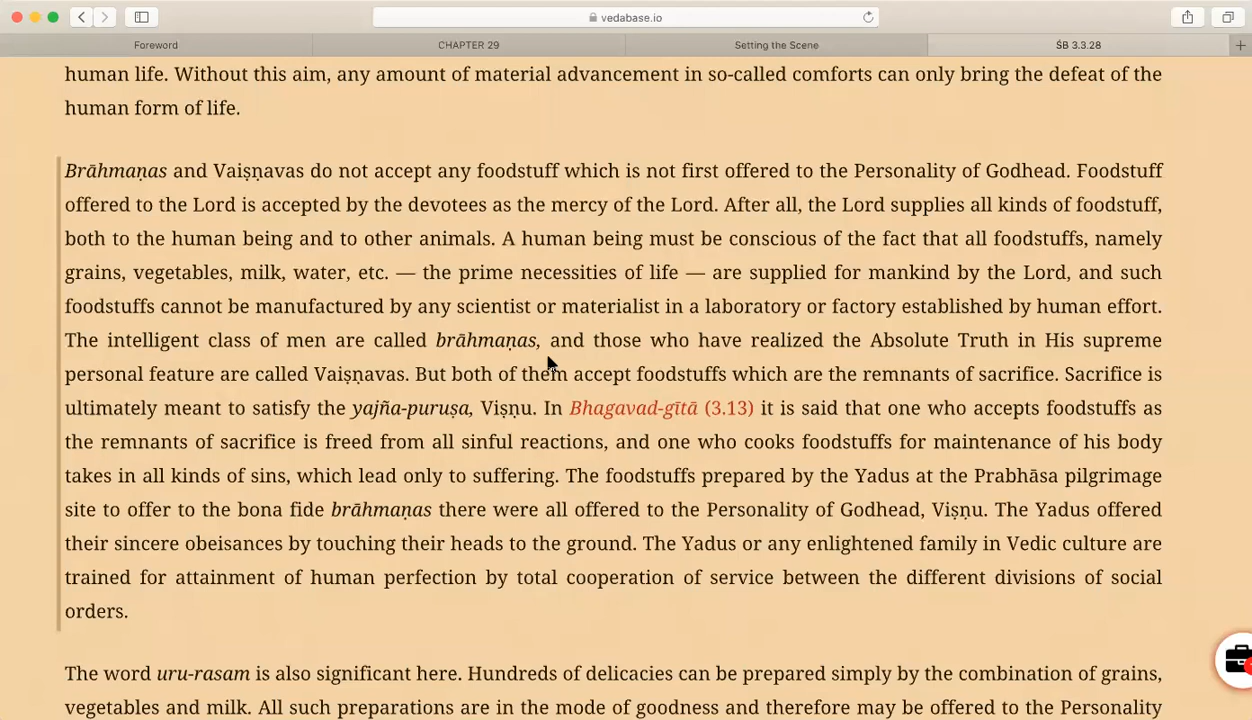 vedabase.io
Foreword
CHAPTER 29
Setting the Scene
ŚB 3.3.28
human life. Without this aim, any amount of material advancement in so-called comforts can only bring the defeat of the
human form of life.
Brāhmaṇas and Vaiṣṇavas do not accept any foodstuff which is not first offered to the Personality of Godhead. Foodstuff
offered to the Lord is accepted by the devotees as the mercy of the Lord. After all, the Lord supplies all kinds of foodstuff,
both to the human being and to other animals. A human being must be conscious of the fact that all foodstuffs, namely
grains, vegetables, milk, water, etc. — the prime necessities of life — are supplied for mankind by the Lord, and such
foodstuffs cannot be manufactured by any scientist or materialist in a laboratory or factory established by human effort.
The intelligent class of men are called brāhmaṇas, and those who have realized the Absolute Truth in His supreme
personal feature are called Vaiṣṇavas. But both of them accept foodstuffs which are the remnants of sacrifice. Sacrifice is
ultimately meant to satisfy the yajña-puruṣa, Viṣṇu. In Bhagavad-gītā (3.13) it is said that one who accepts foodstuffs as
the remnants of sacrifice is freed from all sinful reactions, and one who cooks foodstuffs for maintenance of his body
takes in all kinds of sins, which lead only to suffering. The foodstuffs prepared by the Yadus at the Prabhāsa pilgrimage
site to offer to the bona fide brāhmaṇas there were all offered to the Personality of Godhead, Viṣṇu. The Yadus offered
their sincere obeisances by touching their heads to the ground. The Yadus or any enlightened family in Vedic culture are
trained for attainment of human perfection by total cooperation of service between the different divisions of social
orders.
The word uru-rasam is also significant here. Hundreds of delicacies can be prepared simply by the combination of grains,
vegetables and milk. All such preparations are in the mode of goodness and therefore may be offered to the Personality